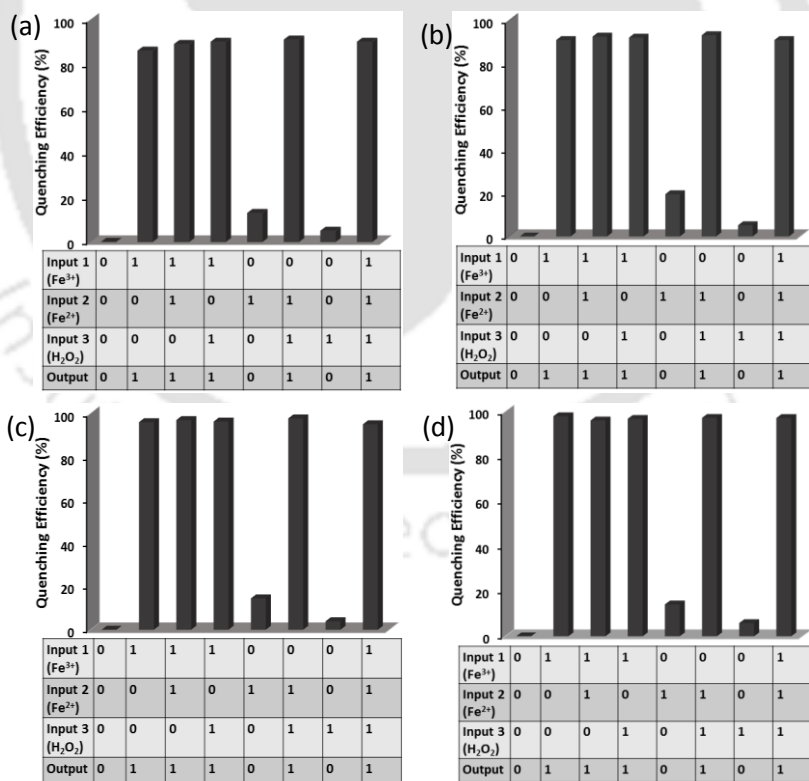 (a)
Quenching Efficiency (%)
100
80
60
40
20
0
Input 1 (Fe³⁺) 0 1 1 1 0 0 0 1
Input 2 (Fe²⁺) 0 0 1 0 1 1 0 1
Input 3 (H₂O₂) 0 0 0 1 0 1 1 1
Output 0 1 1 1 0 1 0 1
(b)
Quenching Efficiency (%)
100
80
60
40
20
0
Input 1 (Fe³⁺) 0 1 1 1 0 0 0 1
Input 2 (Fe²⁺) 0 0 1 0 1 1 0 1
Input 3 (H₂O₂) 0 0 0 1 0 1 1 1
Output 0 1 1 1 0 1 0 1
(c)
Quenching Efficiency (%)
100
80
60
40
20
0
Input 1 (Fe³⁺) 0 1 1 1 0 0 0 1
Input 2 (Fe²⁺) 0 0 1 0 1 1 0 1
Input 3 (H₂O₂) 0 0 0 1 0 1 1 1
Output 0 1 1 1 0 1 0 1
(d)
Quenching Efficiency (%)
100
80
60
40
20
0
Input 1 (Fe³⁺) 0 1 1 1 0 0 0 1
Input 2 (Fe²⁺) 0 0 1 0 1 1 0 1
Input 3 (H₂O₂) 0 0 0 1 0 1 1 1
Output 0 1 1 1 0 1 0 1